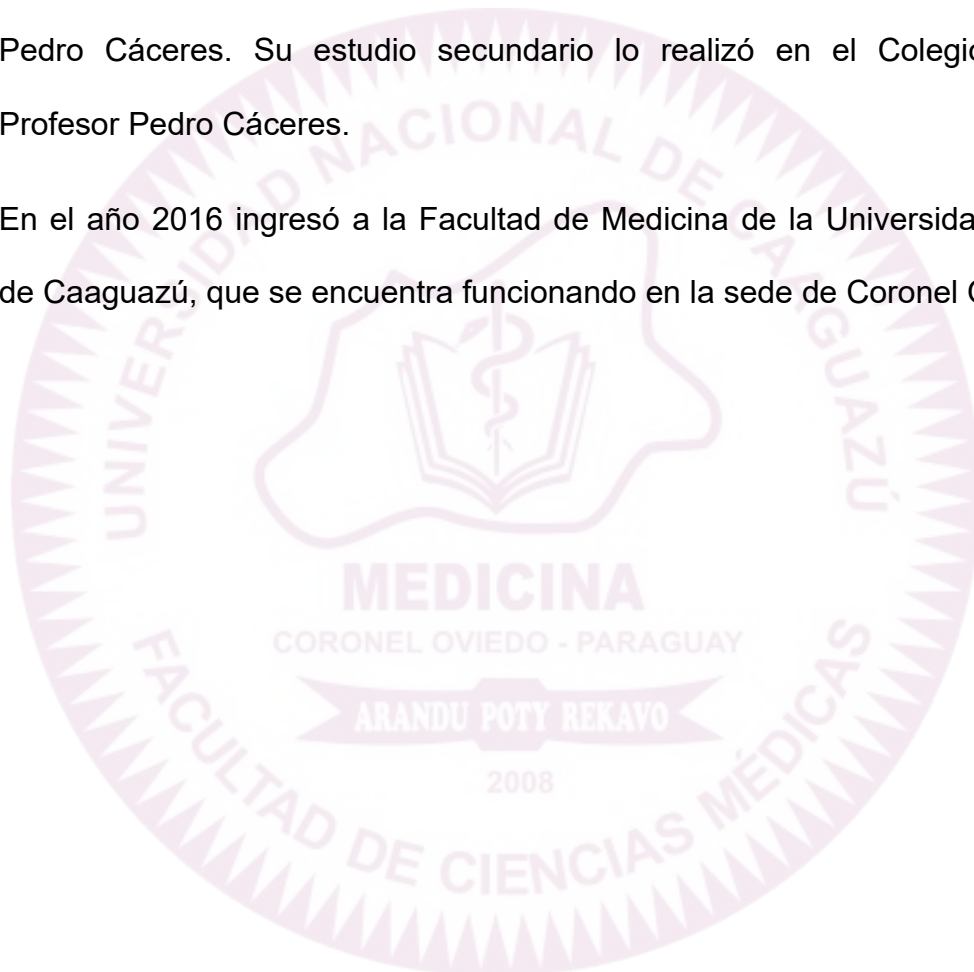 Pedro Cáceres. Su estudio secundario lo realizó en el Colegio
Profesor Pedro Cáceres.
En el año 2016 ingresó a la Facultad de Medicina de la Universida
de Caaguazú, que se encuentra funcionando en la sede de Coronel
UNIVERSIDAD NACIONAL DE CAAGUAZÚ
MEDICINA
CORONEL OVIEDO - PARAGUAY
ARANDU POTY REKAVO
2008
FACULTAD DE CIENCIAS MÉDICAS